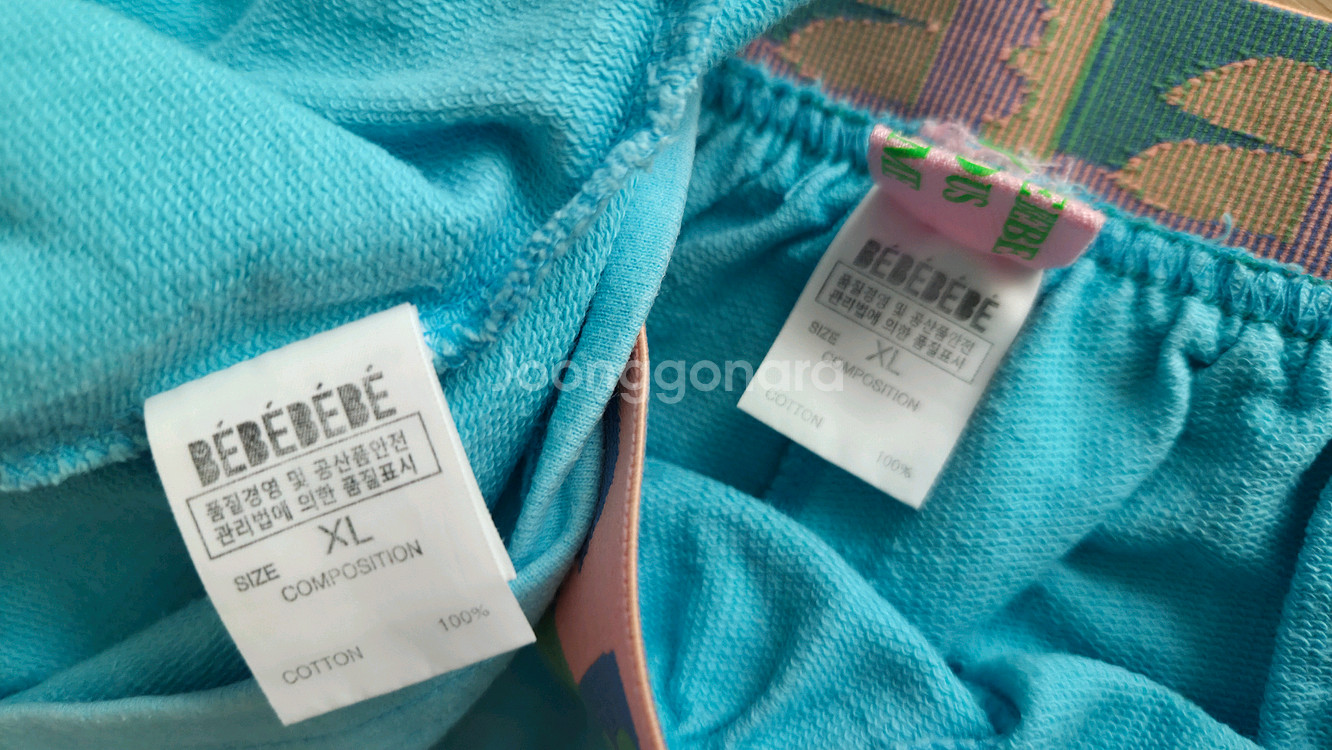 BÉBÉBÉBÉ
품질경영 및 공산품안전
관리법에 의한 품질표시
SIZE XL
COMPOSITION
COTTON 100%
BÉBÉBÉBÉ
품질경영 및 공산품안전
관리법에 의한 품질표시
SIZE XL
COMPOSITION
COTTON 100%
Joonggonara